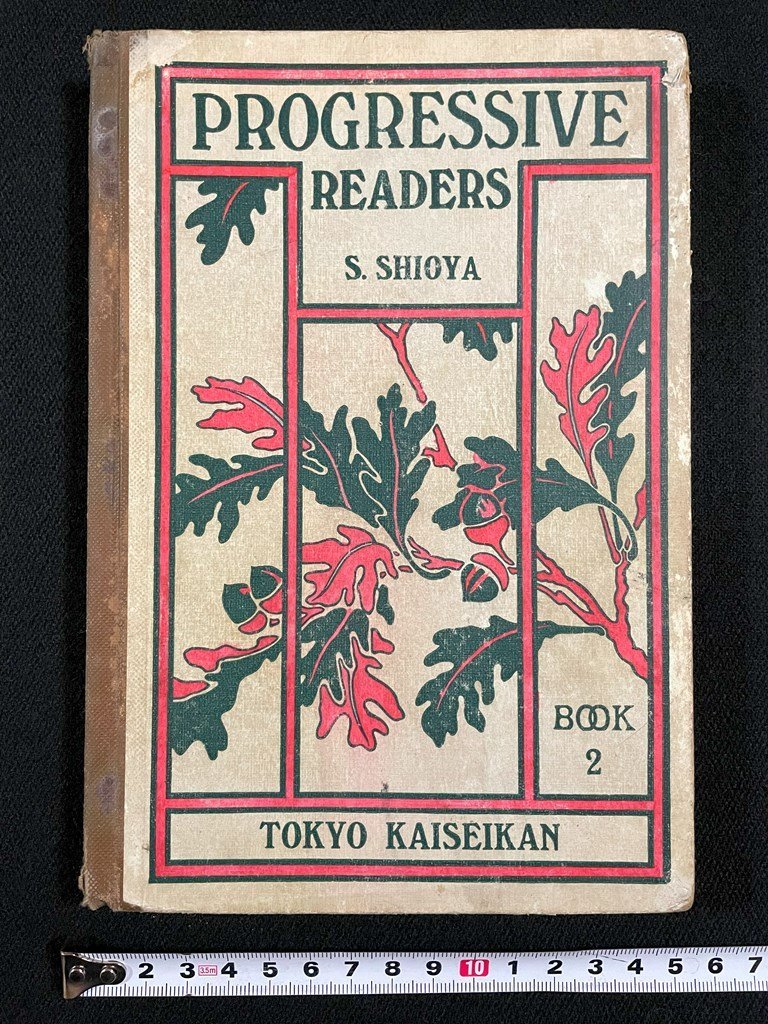 PROGRESSIVE
READERS
S. SHIOYA
BOOK
2
TOKYO KAISEIKAN
2 3 3.5m 4 5 6 7 8 9 10 1 2 3 4 5 6 7